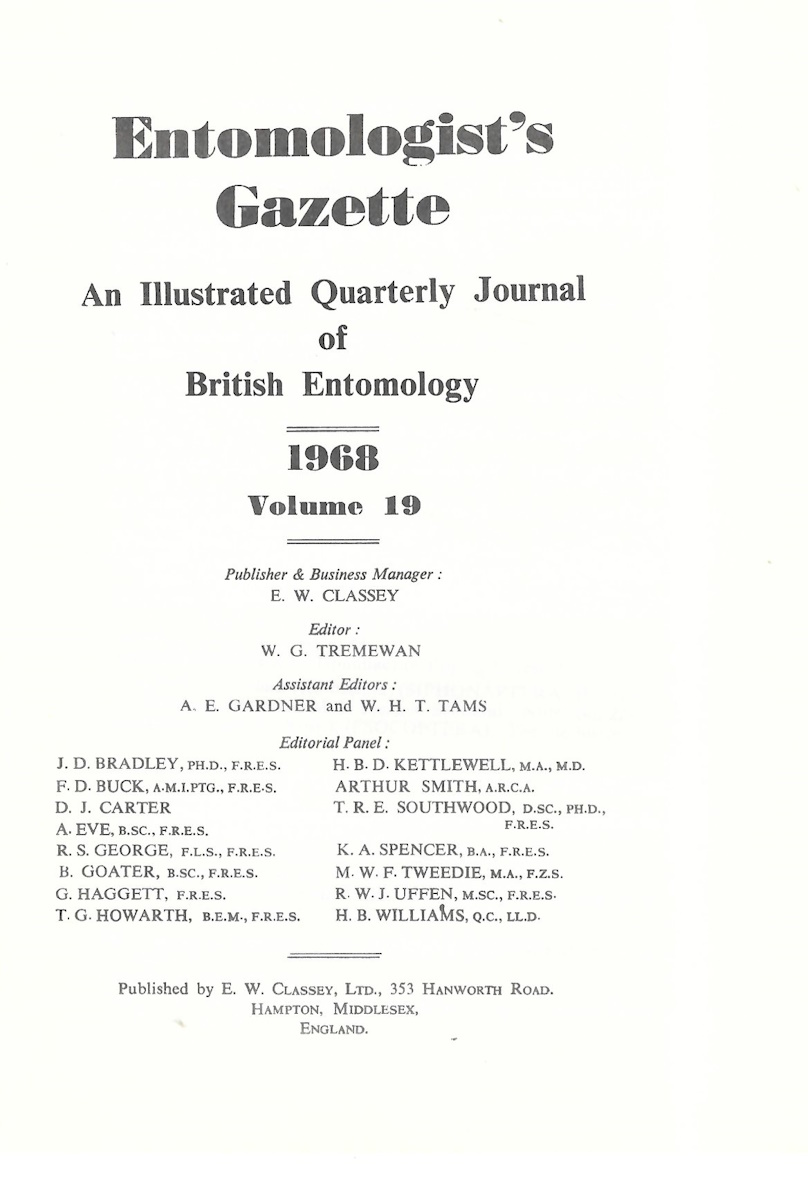 Entomologist's
Gazette
An Illustrated Quarterly Journal
of
British Entomology
1968
Volume 19
Publisher & Business Manager :
E. W. CLASSEY
Editor :
W. G. TREMEWAN
Assistant Editors :
A. E. GARDNER and W. H. T. TAMS
Editorial Panel :
J. D. BRADLEY, PH.D., F.R.E.S.
F. D. BUCK, A.M.I.PTG., F.R.E.S.
D. J. CARTER
A. EVE, B.SC., F.R.E.S.
R. S. GEORGE, F.L.S., F.R.E.S.
B. GOATER, B.SC., F.R.E.S.
G. HAGGETT, F.R.E.S.
T. G. HOWARTH, B.E.M., F.R.E.S.
H. B. D. KETTLEWELL, M.A., M.D.
ARTHUR SMITH, A.R.C.A.
T. R. E. SOUTHWOOD, D.SC., PH.D.,
F.R.E.S.
K. A. SPENCER, B.A., F.R.E.S.
M. W. F. TWEEDIE, M.A., F.Z.S.
R. W. J. UFFEN, M.SC., F.R.E.S.
H. B. WILLIAMS, Q.C., LL.D.
Published by E. W. CLASSEY, LTD., 353 HANWORTH ROAD.
HAMPTON, MIDDLESEX,
ENGLAND.